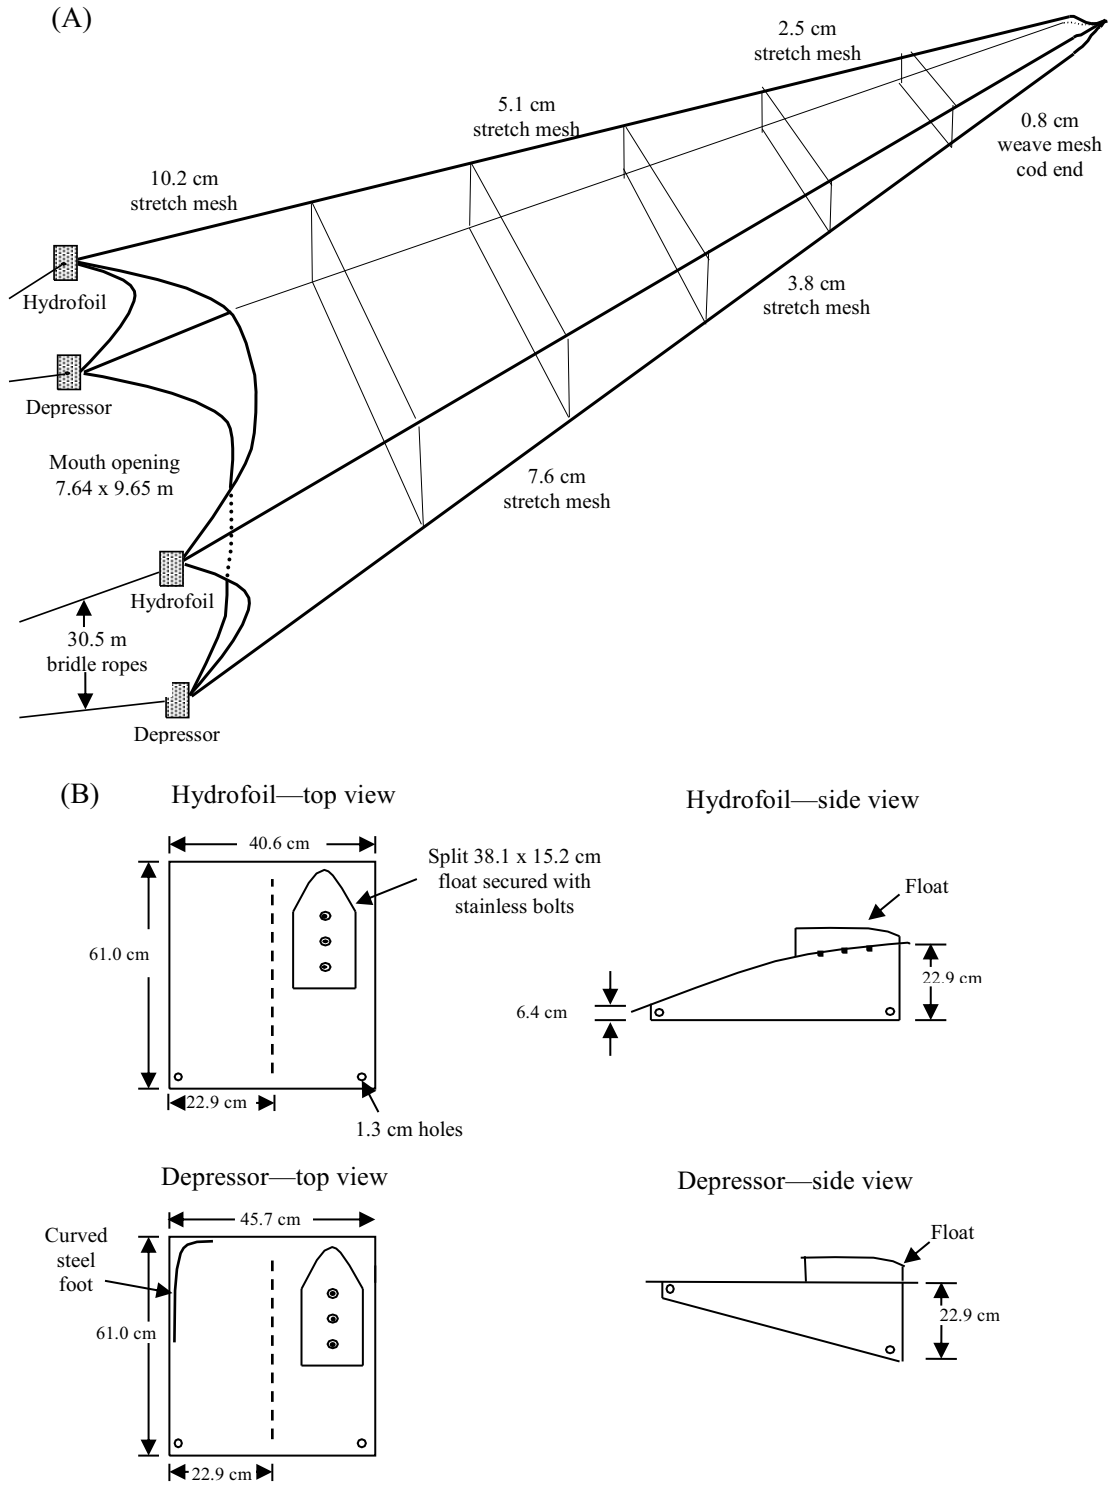 (A)
2.5 cm
stretch mesh
5.1 cm
stretch mesh
0.8 cm
weave mesh
cod end
10.2 cm
stretch mesh
Hydrofoil
3.8 cm
stretch mesh
Depressor
Mouth opening
7.64 x 9.65 m
7.6 cm
stretch mesh
Hydrofoil
30.5 m
bridle ropes
Depressor
(B)
Hydrofoil—top view
Hydrofoil—side view
40.6 cm
Split 38.1 x 15.2 cm
float secured with
stainless bolts
Float
61.0 cm
22.9 cm
6.4 cm
22.9 cm
1.3 cm holes
Depressor—top view
Depressor—side view
45.7 cm
Curved
steel
foot
Float
61.0 cm
22.9 cm
22.9 cm